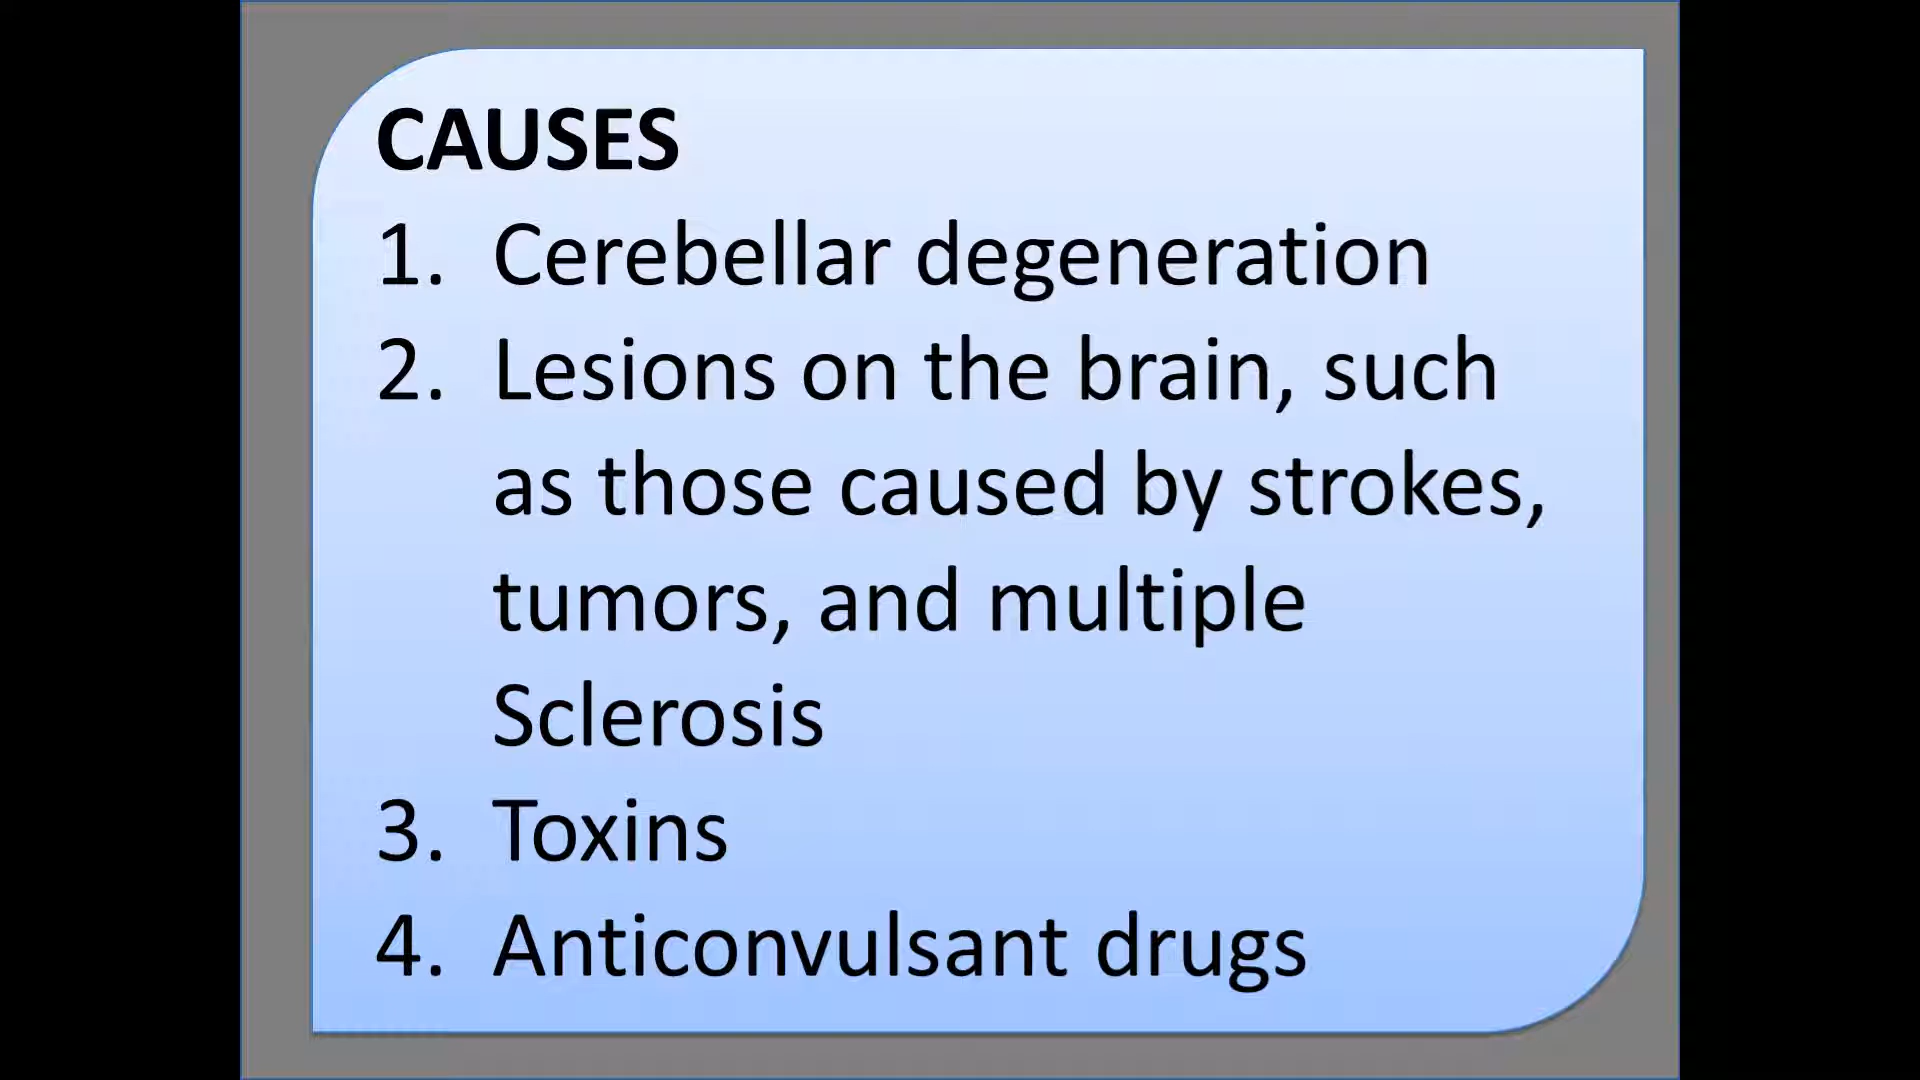 CAUSES
1. Cerebellar degeneration
2. Lesions on the brain, such
as those caused by strokes,
tumors, and multiple
Sclerosis
3. Toxins
4. Anticonvulsant drugs